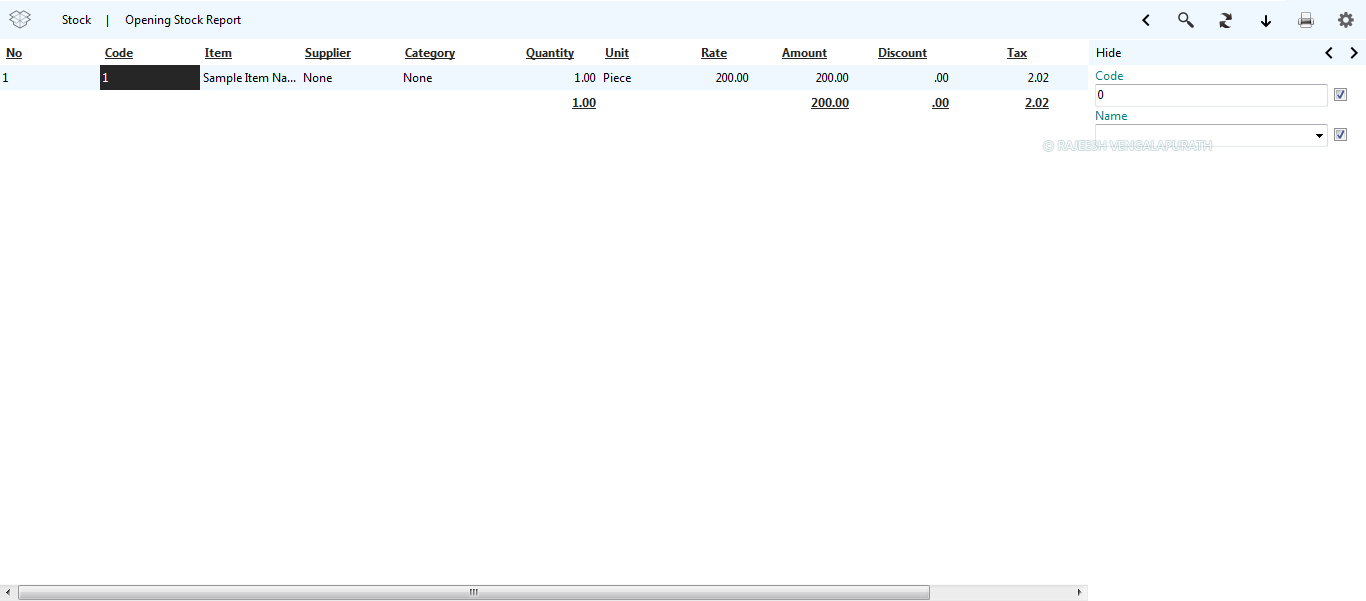 Stock | Opening Stock Report
No Code Item Supplier Category Quantity Unit Rate Amount Discount Tax Hide
1 1 Sample Item Na... None None 1.00 Piece 200.00 200.00 .00 2.02
1.00 200.00 .00 2.02
Code
0
Name
© RAJEESH VENGALAPURATH